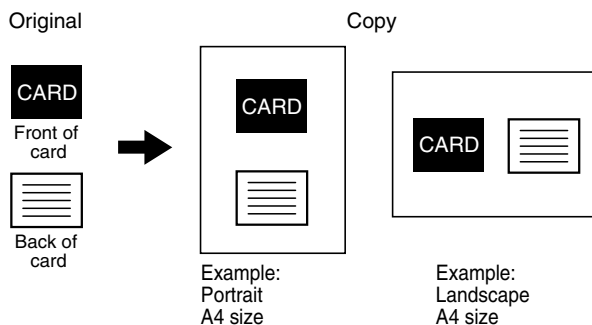 Original
Copy
CARD
Front of
card
Back of
card
CARD
Example:
Portrait
A4 size
CARD
Example:
Landscape
A4 size